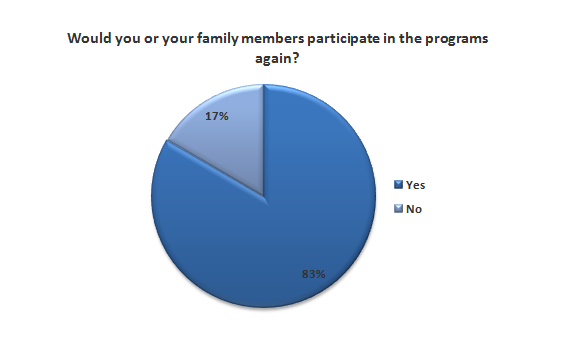 Would you or your family members participate in the programs
again?
17%
Yes
No
83%